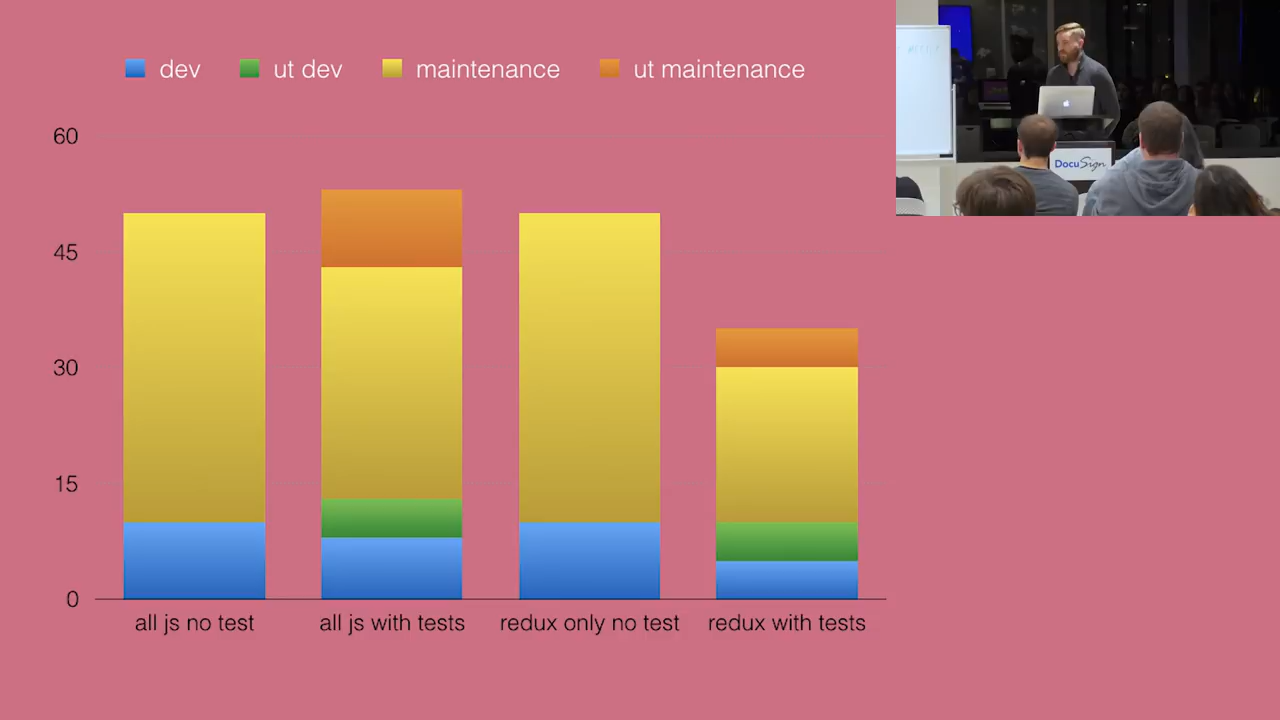 dev ut dev maintenance ut maintenance
60
45
30
15
0
all js no test all js with tests redux only no test redux with tests
DocuSign